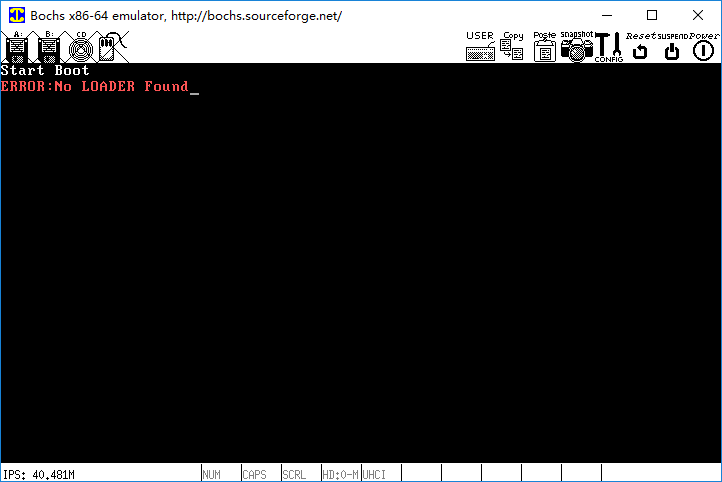 Bochs x86-64 emulator, http://bochs.sourceforge.net/
A: B: CD USER Copy Paste snapshot CONFIG Reset SUSPEND Power
Start Boot
ERROR:No LOADER Found_
IPS: 40.481M NUM CAPS SCRL HD:0-M UHCI